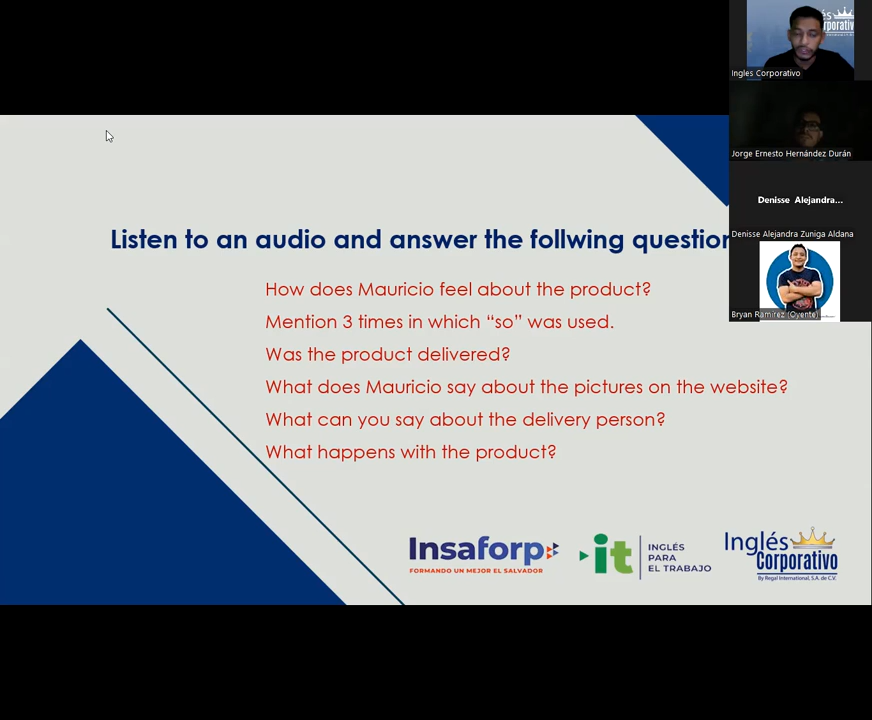 Ingles Corporativo
Jorge Ernesto Hernández Durán
Denisse Alejandra...
Denisse Alejandra Zuniga Aldana
Bryan Ramirez (Oyente)
Listen to an audio and answer the follwing question
How does Mauricio feel about the product?
Mention 3 times in which “so” was used.
Was the product delivered?
What does Mauricio say about the pictures on the website?
What can you say about the delivery person?
What happens with the product?
Insaforp
FORMANDO UN MEJOR EL SALVADOR
it
INGLÉS
PARA
EL TRABAJO
Inglés
Corporativo
By Regal International, S.A. de C.V.